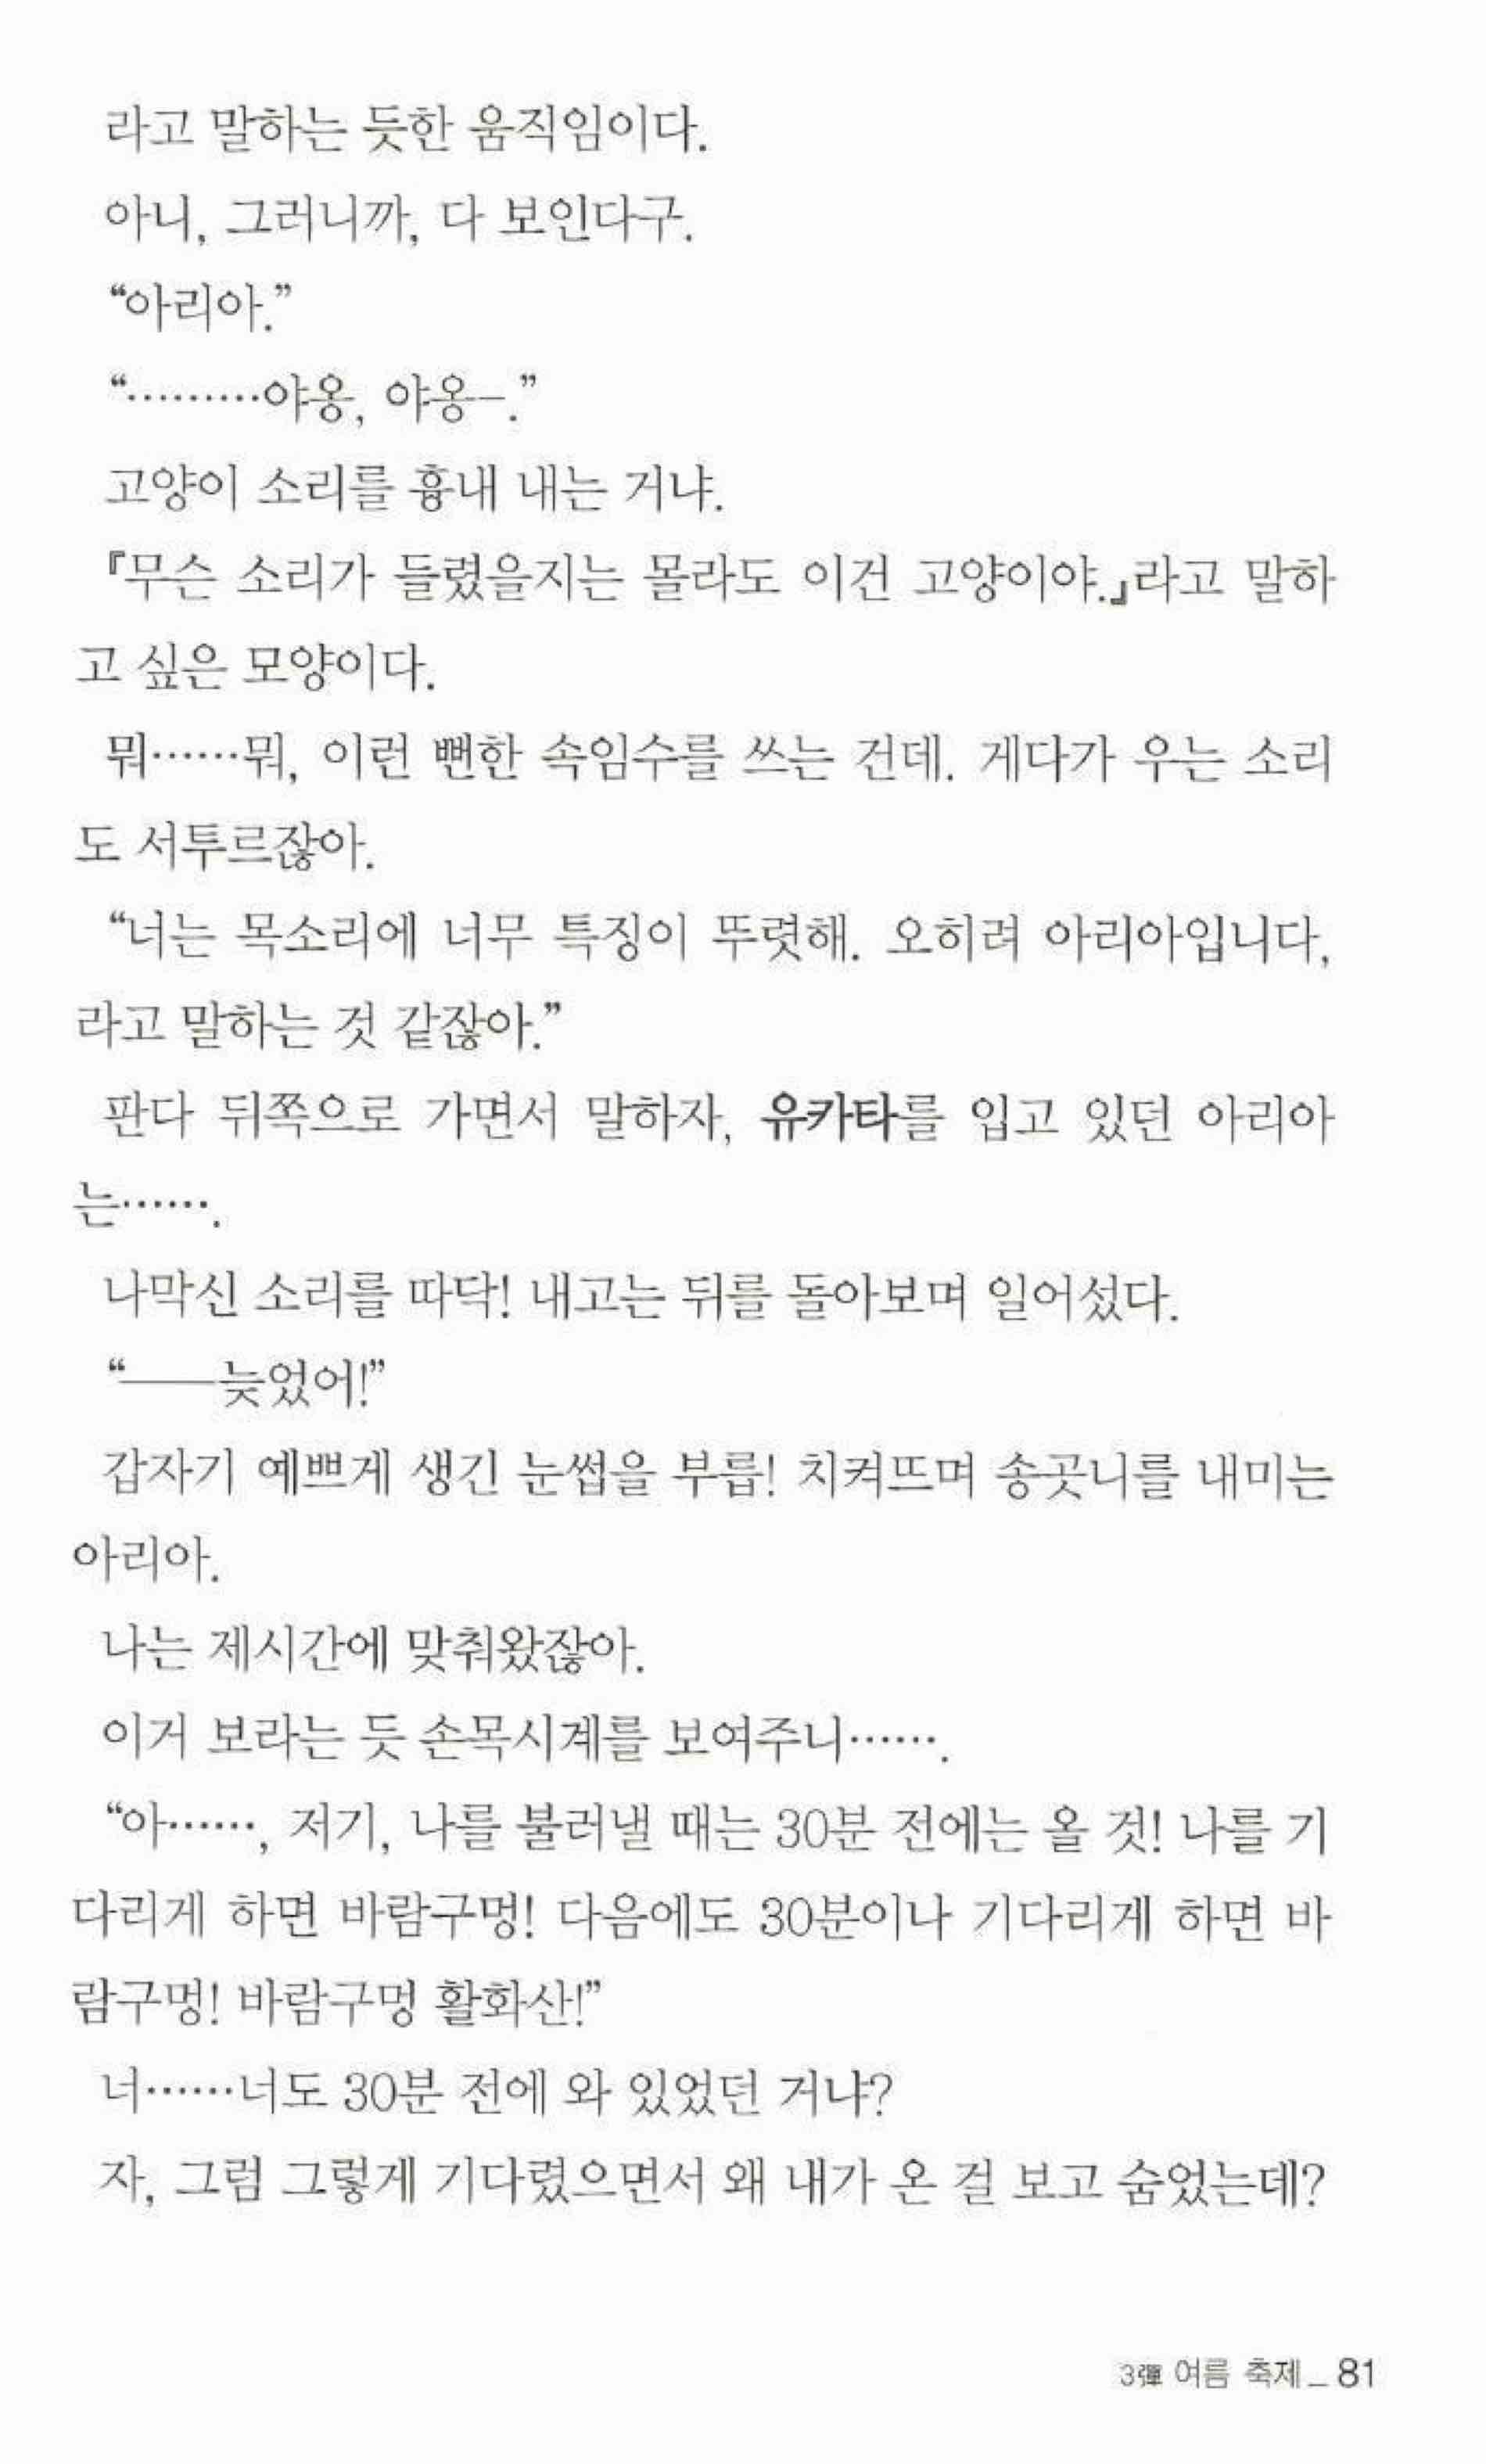 라고 말하는 듯한 움직임이다.
아니, 그러니까, 다 보인다구.
“아리아.”
“………야옹, 야옹–.”
고양이 소리를 흉내 내는 거냐.
『무슨 소리가 들렸을지는 몰라도 이건 고양이야.』라고 말하
고 싶은 모양이다.
뭐……뭐, 이런 뻔한 속임수를 쓰는 건데. 게다가 우는 소리
도 서투르잖아.
“너는 목소리에 너무 특징이 뚜렷해. 오히려 아리아입니다,
라고 말하는 것 같잖아.”
판다 뒤쪽으로 가면서 말하자, 유카타를 입고 있던 아리아
는…….
나막신 소리를 따닥! 내고는 뒤를 돌아보며 일어섰다.
“――늦었어!”
갑자기 예쁘게 생긴 눈썹을 부릅! 치켜뜨며 송곳니를 내미는
아리아.
나는 제시간에 맞춰왔잖아.
이거 보라는 듯 손목시계를 보여주니…….
“아……, 저기, 나를 불러낼 때는 30분 전에는 올 것! 나를 기
다리게 하면 바람구멍! 다음에도 30분이나 기다리게 하면 바
람구멍! 바람구멍 활화산!”
너……너도 30분 전에 와 있었던 거냐?
자, 그럼 그렇게 기다렸으면서 왜 내가 온 걸 보고 숨었는데?
3彈 여름 축제 _ 81